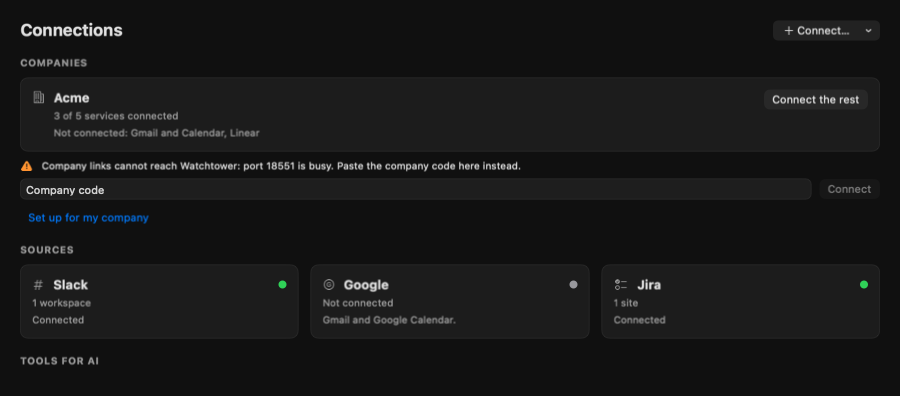 Connections
+ Connect...
COMPANIES
Acme
3 of 5 services connected
Not connected: Gmail and Calendar, Linear
Connect the rest
Company links cannot reach Watchtower: port 18551 is busy. Paste the company code here instead.
Company code
Connect
Set up for my company
SOURCES
Slack
1 workspace
Connected
Google
Not connected
Gmail and Google Calendar.
Jira
1 site
Connected
TOOLS FOR AI